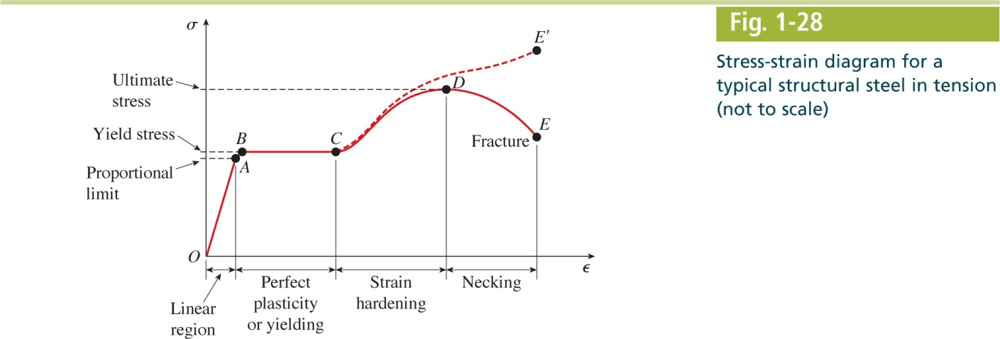 Fig. 1-28
Stress-strain diagram for a
typical structural steel in tension
(not to scale)
σ
E'
Ultimate
stress
D
Yield stress
B
C
E
Fracture
A
Proportional
limit
O
ϵ
Perfect
plasticity
or yielding
Strain
hardening
Necking
Linear
region